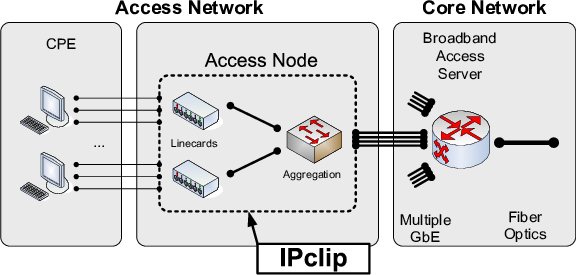 Access Network
Core Network
CPE
Access Node
Broadband
Access
Server
...
Linecards
Aggregation
Multiple
GbE
Fiber
Optics
IPclip